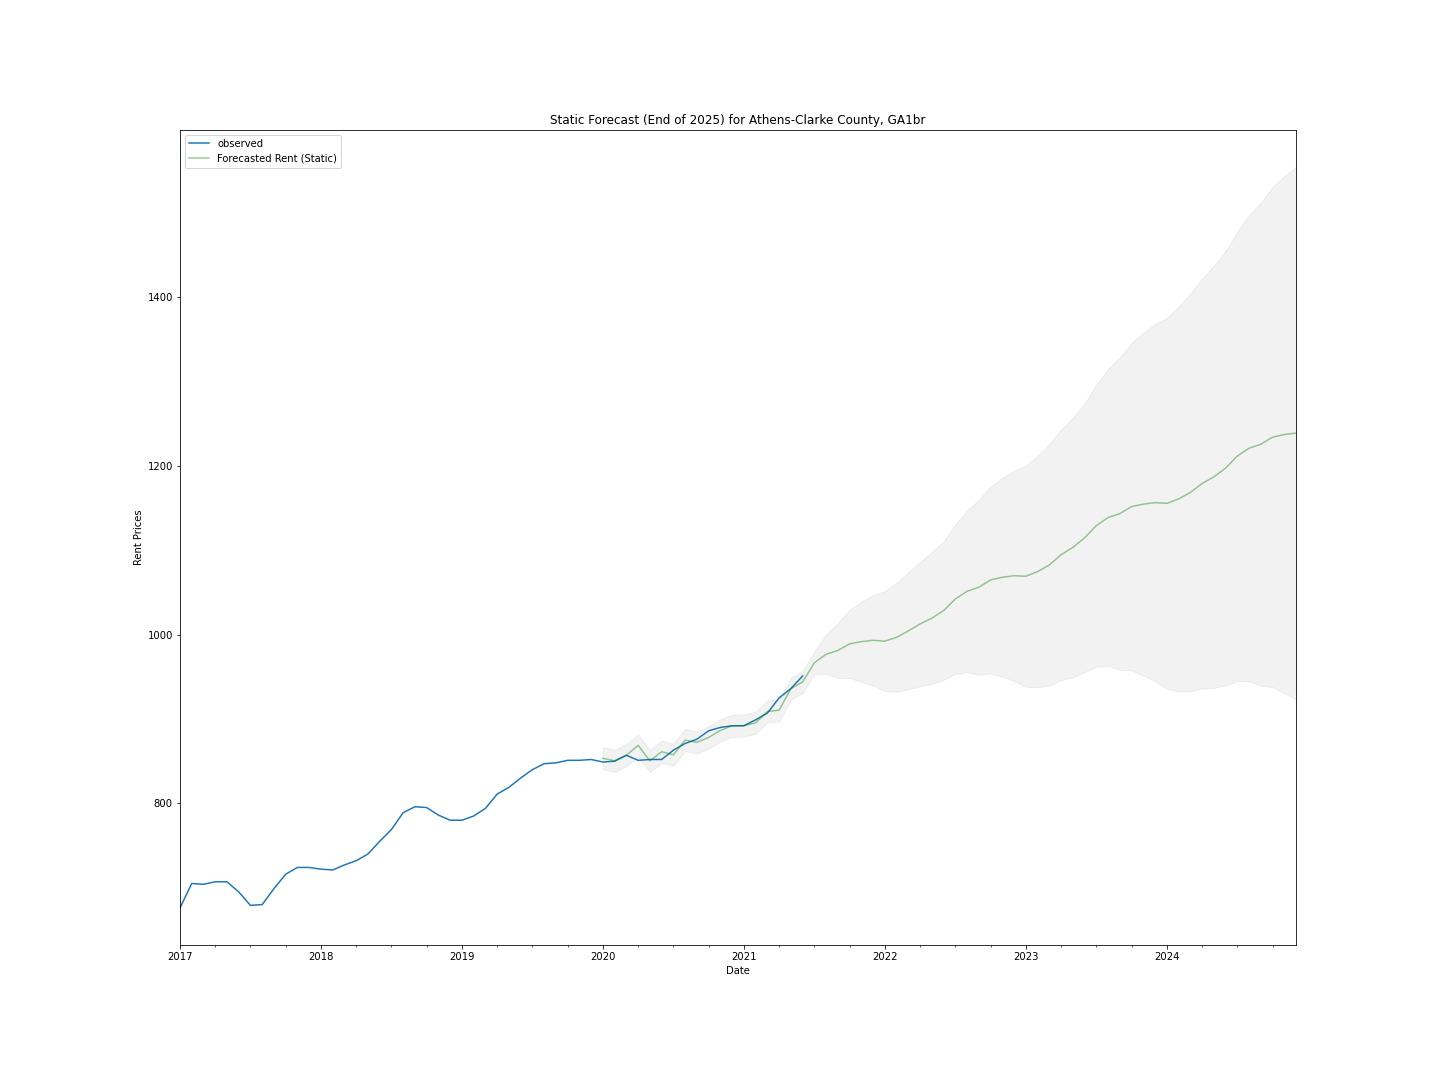 Static Forecast (End of 2025) for Athens-Clarke County, GA1br
observed
Forecasted Rent (Static)
1400
1200
1000
800
Rent Prices
2017 2018 2019 2020 2021 2022 2023 2024
Date